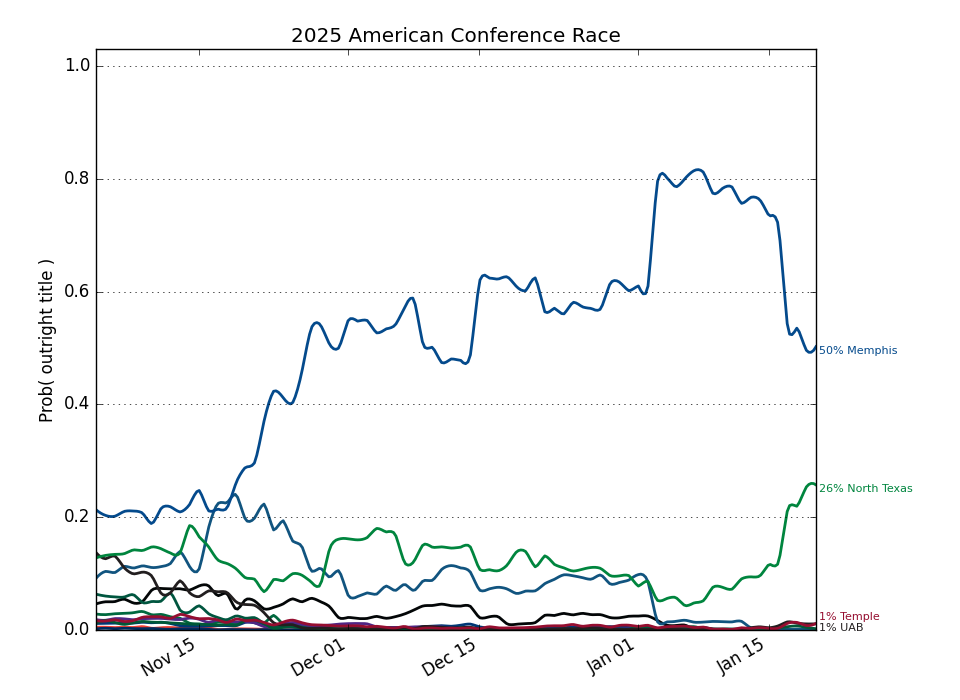 2025 American Conference Race
Prob( outright title )
1.0
0.8
0.6
0.4
0.2
0.0
50% Memphis
26% North Texas
1% Temple
1% UAB
Nov 15
Dec 01
Dec 15
Jan 01
Jan 15